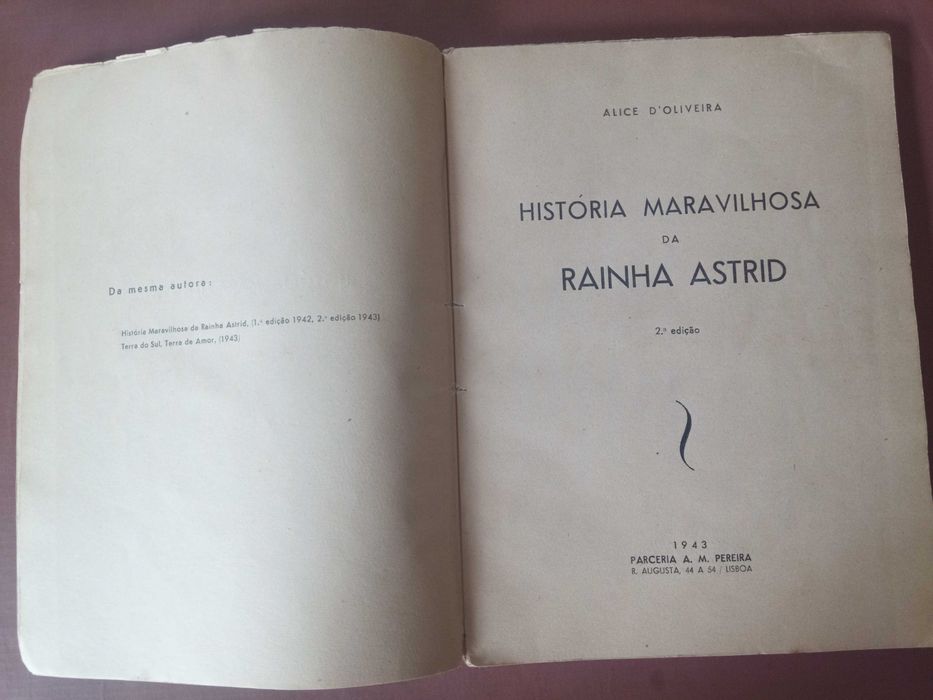 Da mesma autora:
História Maravilhosa da Rainha Astrid, (1.ª edição 1942, 2.ª edição 1943)
Terra do Sul, Terra de Amor, (1943)
ALICE D'OLIVEIRA
HISTÓRIA MARAVILHOSA
DA
RAINHA ASTRID
2.ª edição
1943
PARCERIA A. M. PEREIRA
R. AUGUSTA, 44 A 54 / LISBOA